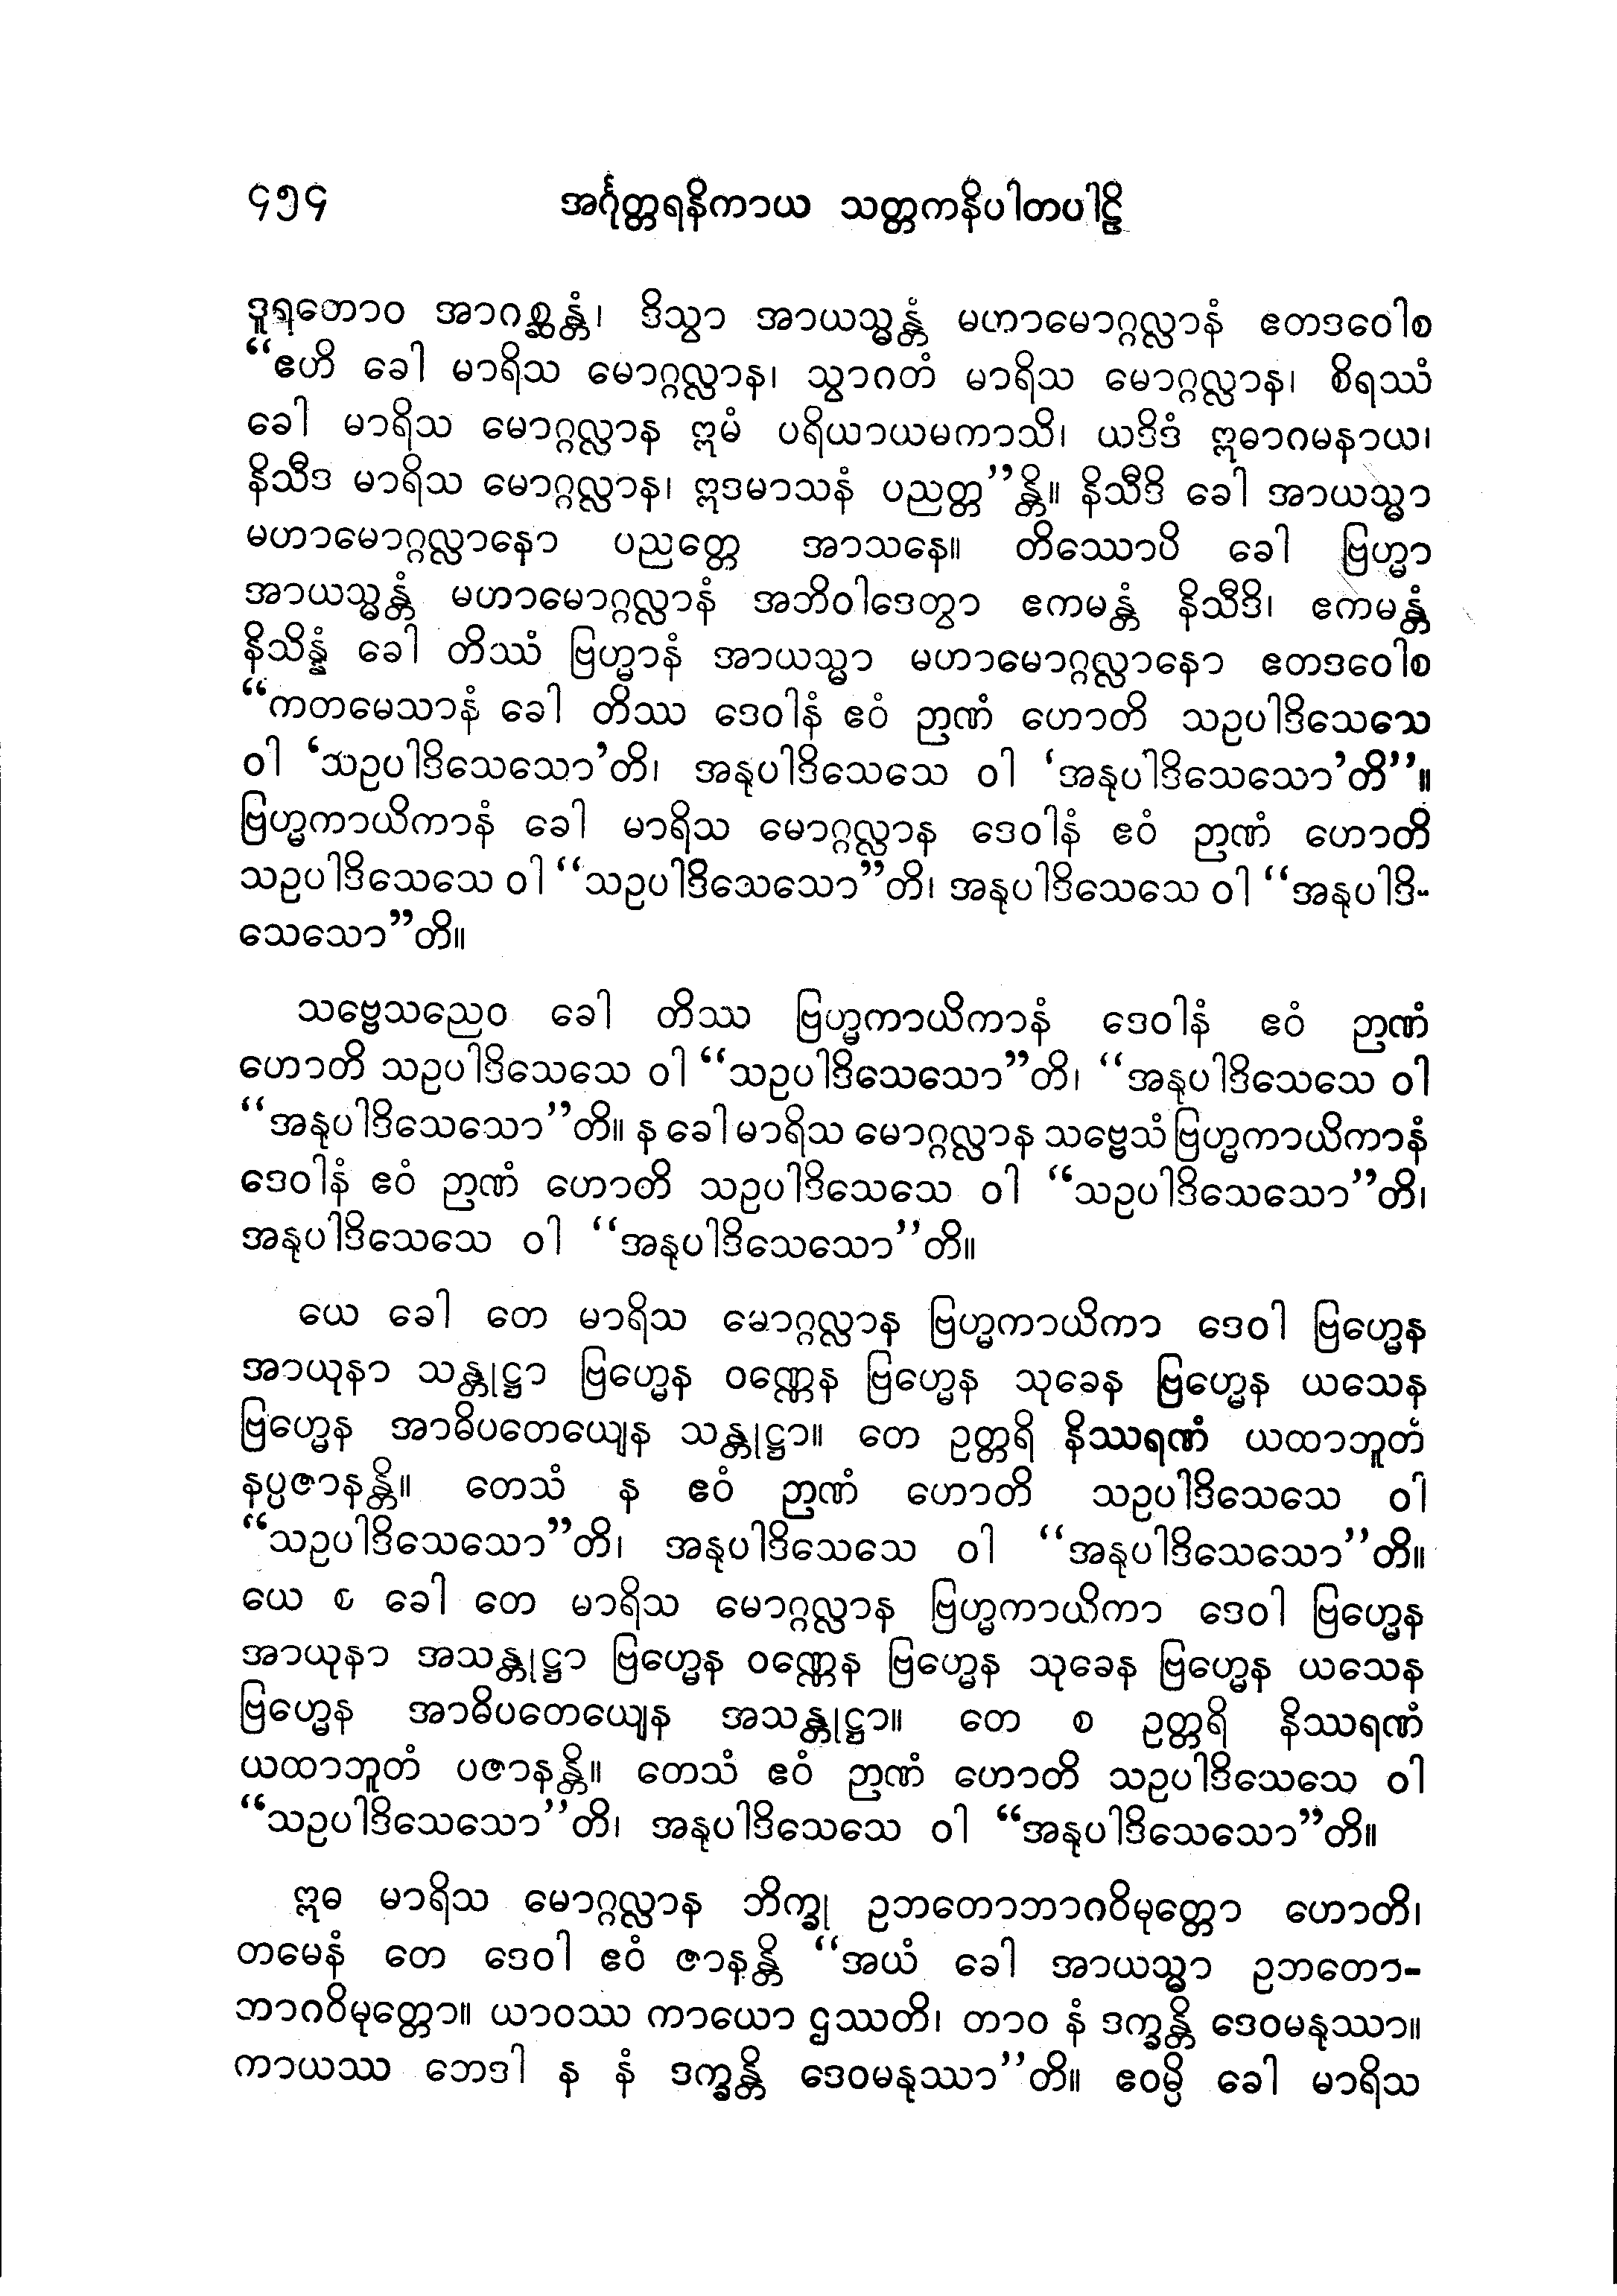 ၄၅၄ အင်္ဂုတ္တရနိကာယ သတ္တကနိပါတပါဠိ
ဒူရတောဝ အာဂစ္ဆန္တံ၊ ဒိသွာ အာယသ္မန္တံ မဟာမောဂ္ဂလ္လာနံ ဧတဒဝေါစ
“ဧဟိ ခေါ မာရိသ မောဂ္ဂလ္လာန၊ သွာဂတံ မာရိသ မောဂ္ဂလ္လာန၊ စိရဿံ
ခေါ မာရိသ မောဂ္ဂလ္လာန ဣမံ ပရိယာယမကာသိ၊ ယဒိဒံ ဣဓာဂမနာယ၊
နိသီဒ မာရိသ မောဂ္ဂလ္လာန၊ ဣဒမာသနံ ပညတ္တ”န္တိ။ နိသီဒိ ခေါ အာယသ္မာ
မဟာမောဂ္ဂလ္လာနော ပညတ္တေ အာသနေ။ တိဿောပိ ခေါ ဗြဟ္မာ
အာယသ္မန္တံ မဟာမောဂ္ဂလ္လာနံ အဘိဝါဒေတွာ ဧကမန္တံ နိသီဒိ၊ ဧကမန္တံ
နိသိန္နံ ခေါ တိဿံ ဗြဟ္မာနံ အာယသ္မာ မဟာမောဂ္ဂလ္လာနော ဧတဒဝေါစ
“ကတမေသာနံ ခေါ တိဿ ဒေဝါနံ ဧဝံ ဉာဏံ ဟောတိ သဥပါဒိသေသေ
ဝါ ‘သဥပါဒိသေသော’တိ၊ အနုပါဒိသေသေ ဝါ ‘အနုပါဒိသေသော’တိ”။
ဗြဟ္မကာယိကာနံ ခေါ မာရိသ မောဂ္ဂလ္လာန ဒေဝါနံ ဧဝံ ဉာဏံ ဟောတိ
သဥပါဒိသေသေ ဝါ “သဥပါဒိသေသော”တိ၊ အနုပါဒိသေသေ ဝါ “အနုပါဒိ-
သေသော”တိ။
သဗ္ဗေသညေဝ ခေါ တိဿ ဗြဟ္မကာယိကာနံ ဒေဝါနံ ဧဝံ ဉာဏံ
ဟောတိ သဥပါဒိသေသေ ဝါ “သဥပါဒိသေသော”တိ၊ “အနုပါဒိသေသေ ဝါ
“အနုပါဒိသေသော”တိ။ န ခေါ မာရိသ မောဂ္ဂလ္လာန သဗ္ဗေသံ ဗြဟ္မကာယိကာနံ
ဒေဝါနံ ဧဝံ ဉာဏံ ဟောတိ သဥပါဒိသေသေ ဝါ “သဥပါဒိသေသော”တိ၊
အနုပါဒိသေသေ ဝါ “အနုပါဒိသေသော”တိ။
ယေ ခေါ တေ မာရိသ မောဂ္ဂလ္လာန ဗြဟ္မကာယိကာ ဒေဝါ ဗြဟ္မေန
အာယုနာ သန္တုဋ္ဌာ ဗြဟ္မေန ဝဏ္ဏေန ဗြဟ္မေန သုခေန ဗြဟ္မေန ယသေန
ဗြဟ္မေန အာဓိပတေယျေန သန္တုဋ္ဌာ။ တေ ဥတ္တရိ နိဿရဏံ ယထာဘူတံ
နပ္ပဇာနန္တိ။ တေသံ န ဧဝံ ဉာဏံ ဟောတိ သဥပါဒိသေသေ ဝါ
“သဥပါဒိသေသော”တိ၊ အနုပါဒိသေသေ ဝါ “အနုပါဒိသေသော”တိ။
ယေ စ ခေါ တေ မာရိသ မောဂ္ဂလ္လာန ဗြဟ္မကာယိကာ ဒေဝါ ဗြဟ္မေန
အာယုနာ အသန္တုဋ္ဌာ ဗြဟ္မေန ဝဏ္ဏေန ဗြဟ္မေန သုခေန ဗြဟ္မေန ယသေန
ဗြဟ္မေန အာဓိပတေယျေန အသန္တုဋ္ဌာ။ တေ စ ဥတ္တရိ နိဿရဏံ
ယထာဘူတံ ပဇာနန္တိ။ တေသံ ဧဝံ ဉာဏံ ဟောတိ သဥပါဒိသေသေ ဝါ
“သဥပါဒိသေသော”တိ၊ အနုပါဒိသေသေ ဝါ “အနုပါဒိသေသော”တိ။
ဣဓ မာရိသ မောဂ္ဂလ္လာန ဘိက္ခု ဥဘတောဘာဂဝိမုတ္တော ဟောတိ၊
တမေနံ တေ ဒေဝါ ဧဝံ ဇာနန္တိ “အယံ ခေါ အာယသ္မာ ဥဘတော-
ဘာဂဝိမုတ္တော။ ယာဝဿ ကာယော ဌဿတိ၊ တာဝ နံ ဒက္ခန္တိ ဒေဝမနုဿာ။
ကာယဿ ဘေဒါ န နံ ဒက္ခန္တိ ဒေဝမနုဿာ”တိ။ ဧဝမ္ပိ ခေါ မာရိသ